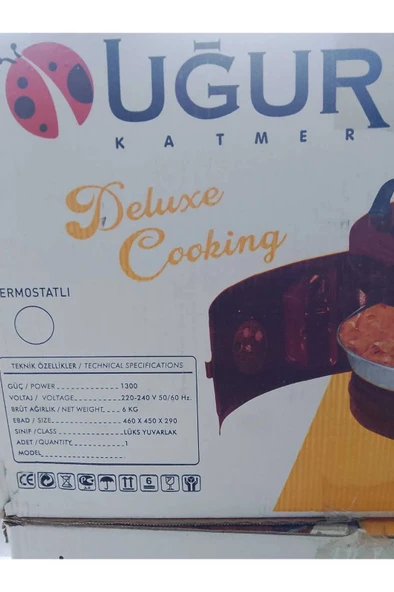 UĞUR
KATMER
Deluxe
Cooking
ERMOSTATLI
TEKNİK ÖZELLİKLER / TECHNICAL SPECIFICATIONS
GÜÇ / POWER 1300
VOLTAJ / VOLTAGE 220-240 V 50/60 Hz.
BRÜT AĞIRLIK / NET WEIGHT 6 KG
EBAD / SIZE 460 X 450 X 290
SINIF /CLASS LÜKS YUVARLAK
ADET /QUANTITY 1
MODEL
CE 6